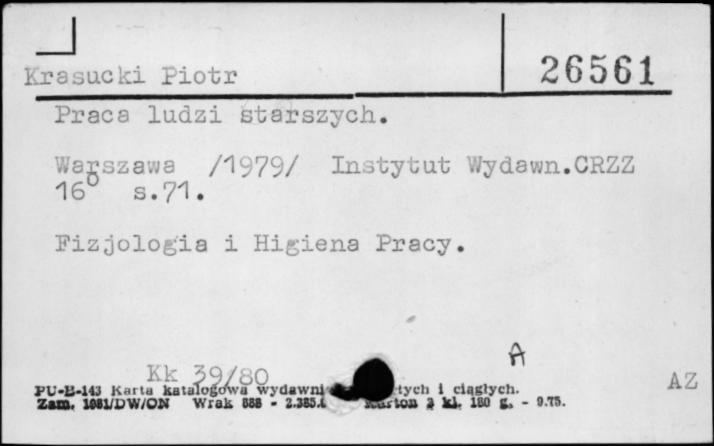 Krasucki Piotr
26561
Praca ludzi starszych.
Warszawa /1979/ Instytut Wydawn.CRZZ
16° s.71.
Fizjologia i Higiena Pracy.
A
Kk 39/80
AZ
PU-B-143 Karta katalogowa wydawni tych i ciągłych.
Zam. 1081/DW/ON Wrak 888 - 2.385. Karton 3 kl. 180 g. - 9.75.